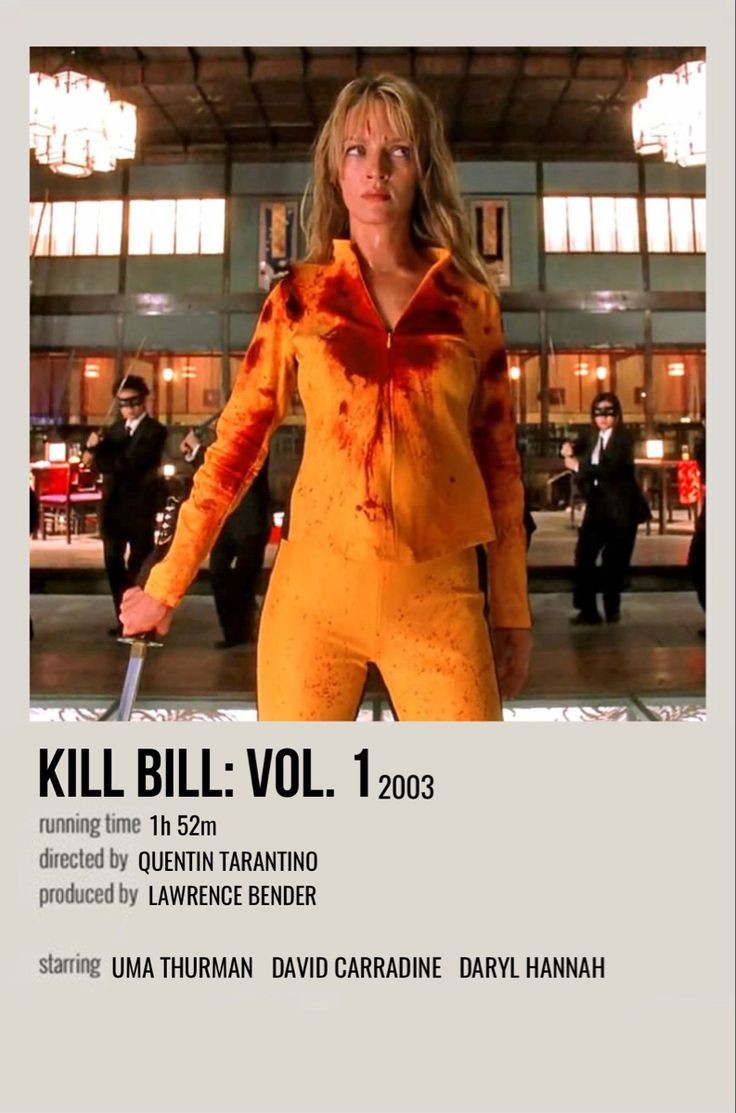 KILL BILL: VOL. 1 2003
running time 1h 52m
directed by QUENTIN TARANTINO
produced by LAWRENCE BENDER
starring UMA THURMAN DAVID CARRADINE DARYL HANNAH